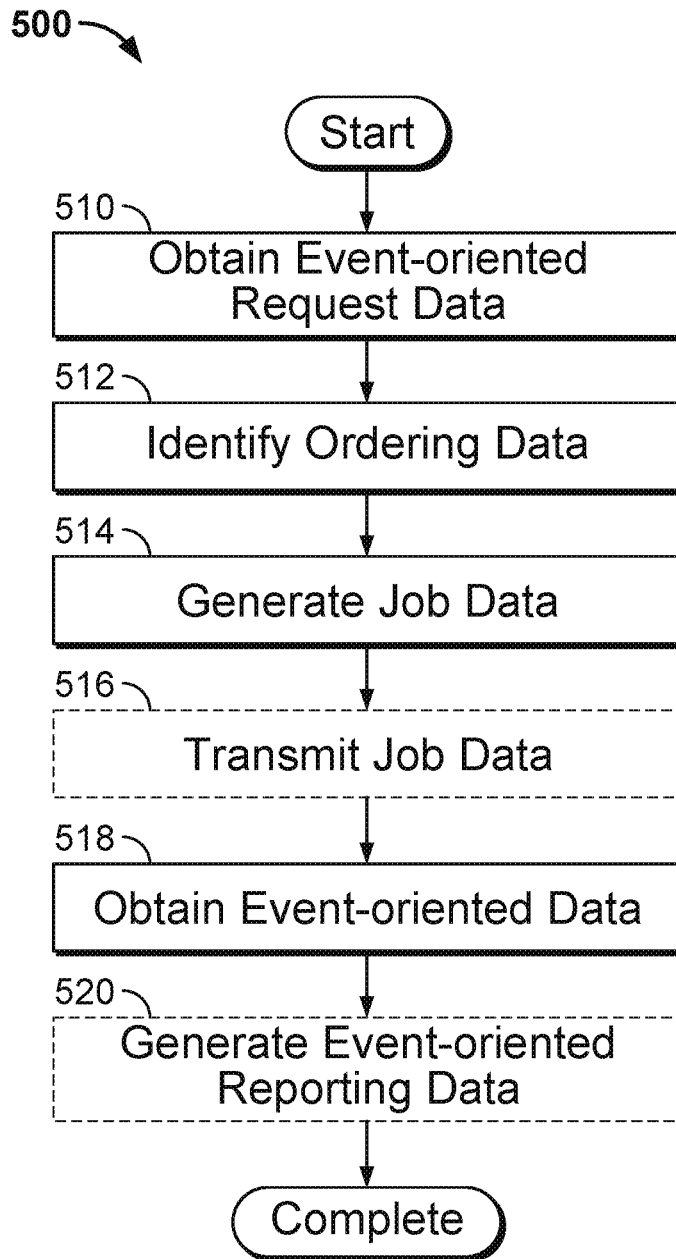 500
Start
510
Obtain Event-oriented
Request Data
512
Identify Ordering Data
514
Generate Job Data
516
Transmit Job Data
518
Obtain Event-oriented Data
520
Generate Event-oriented
Reporting Data
Complete